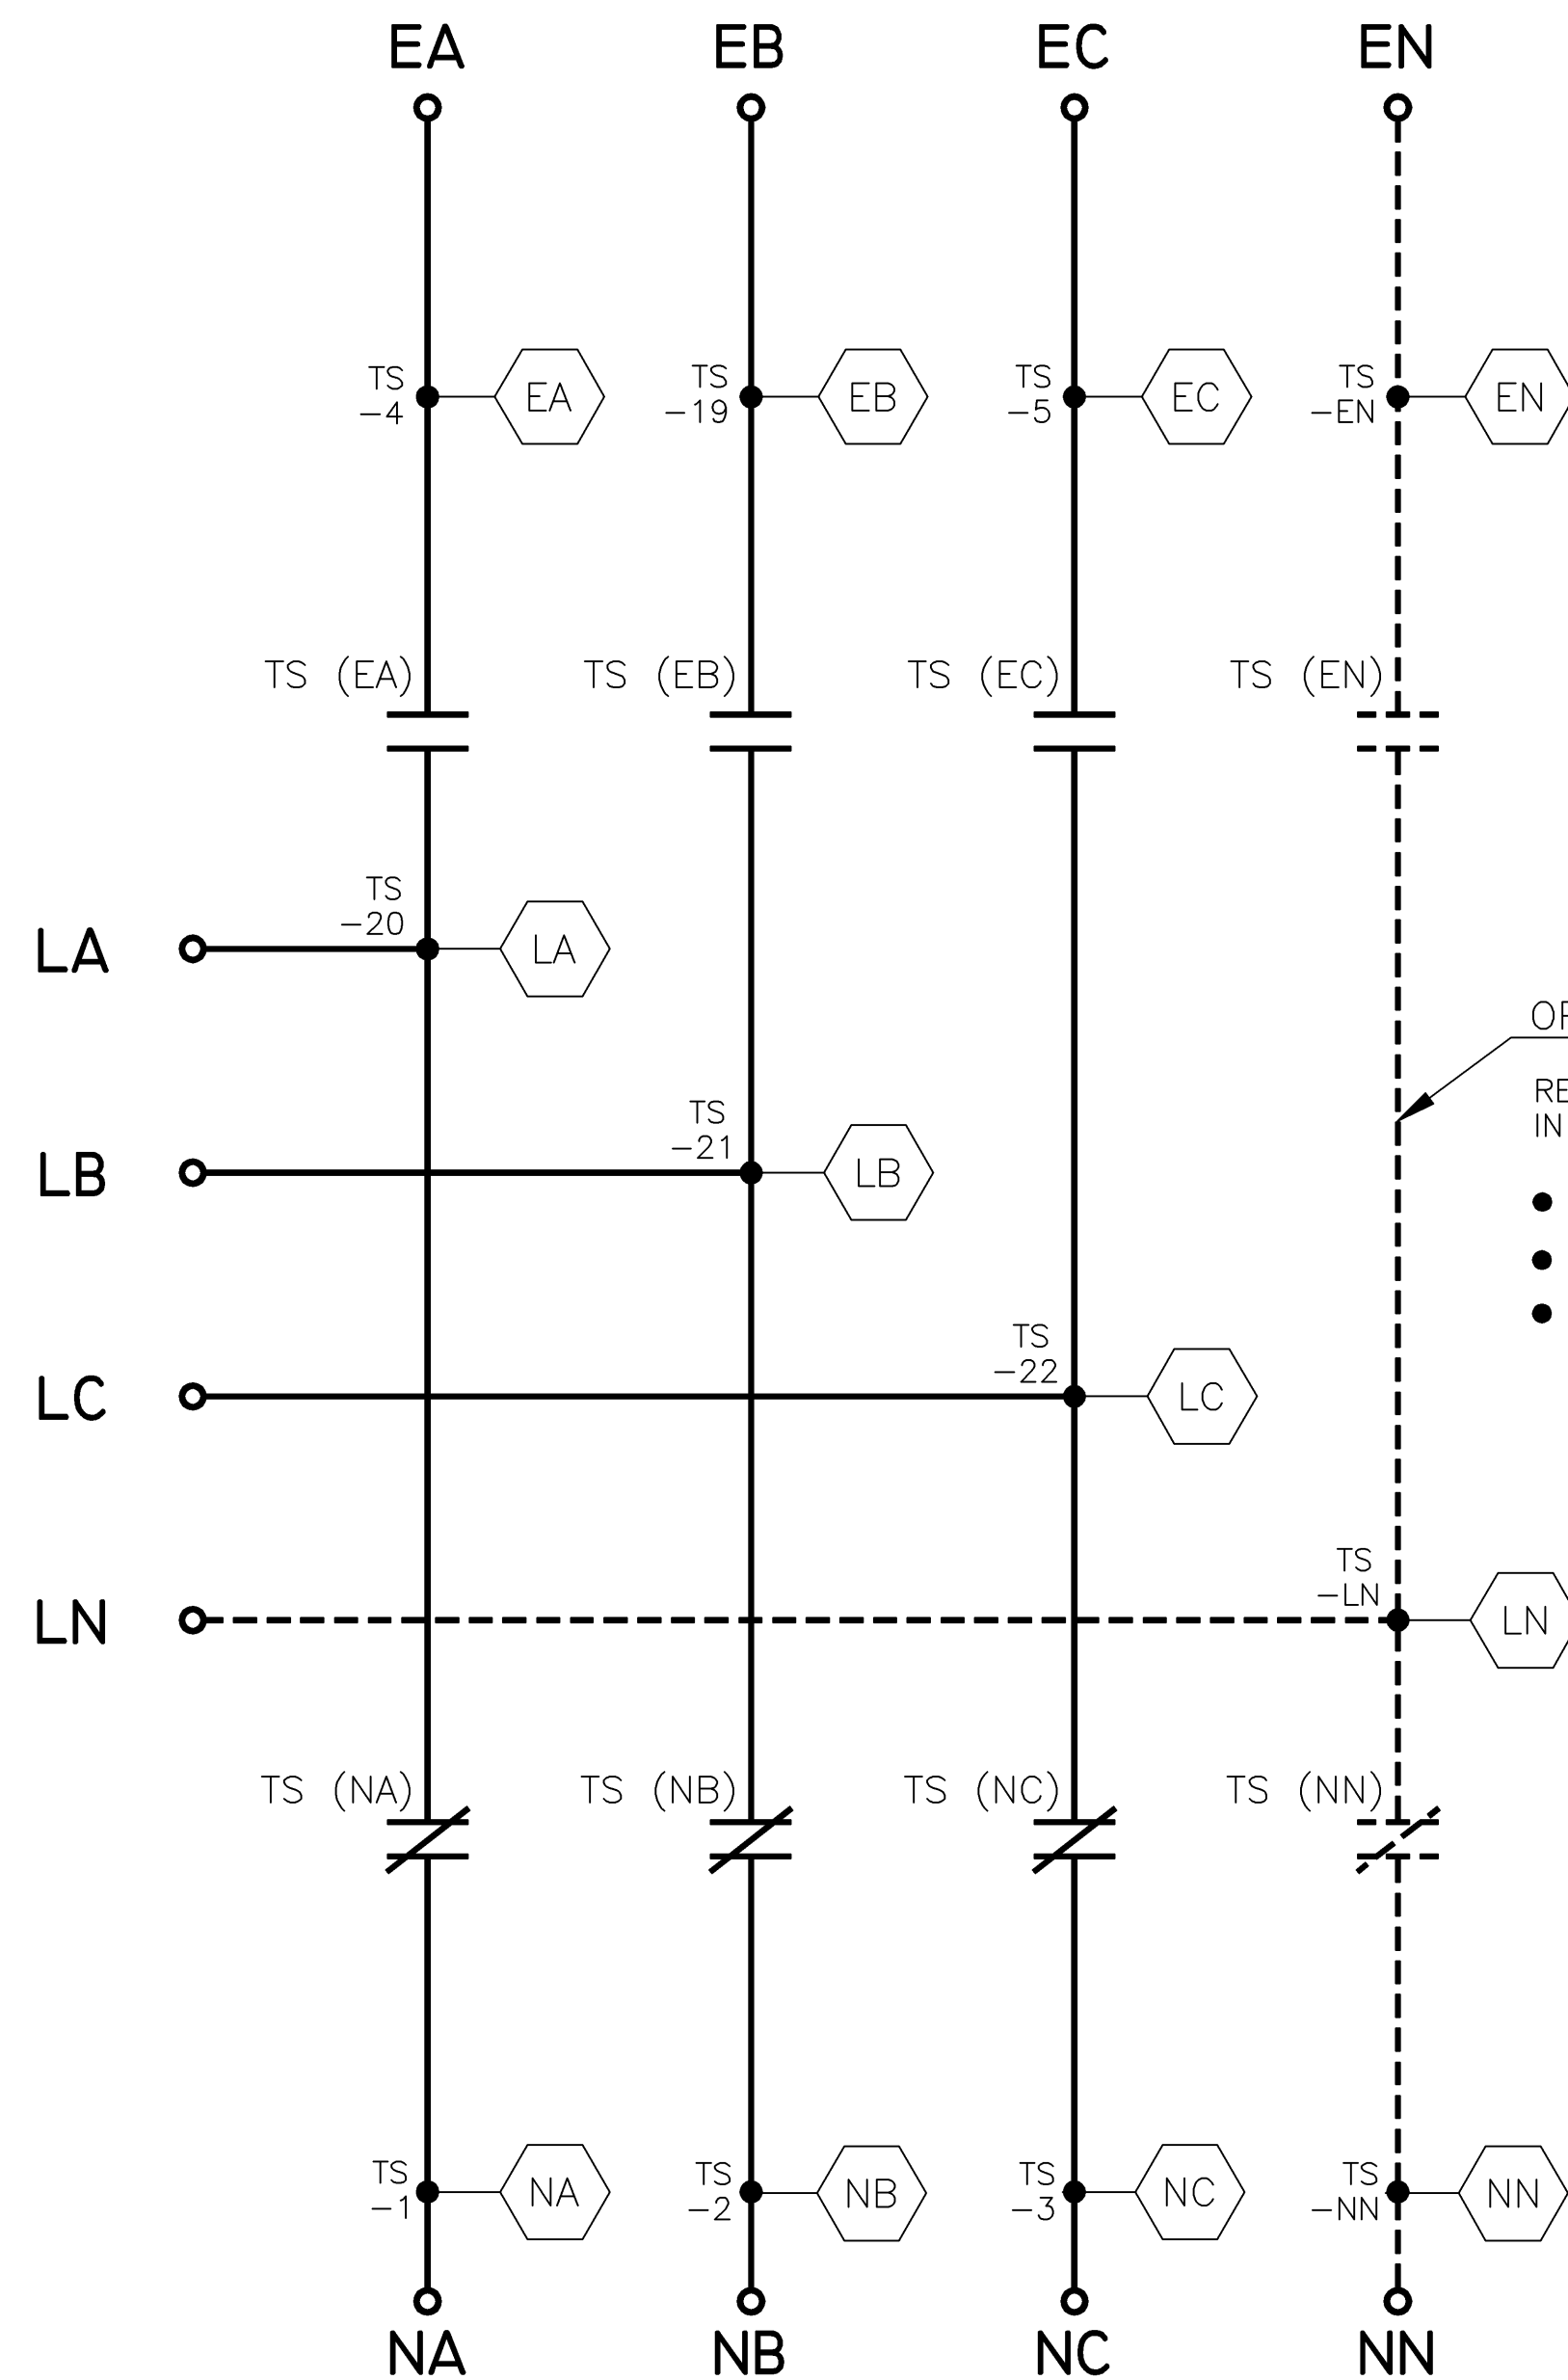 EA EB EC EN
TS TS TS TS
-4 EA -19 EB -5 EC -EN EN
TS (EA) TS (EB) TS (EC) TS (EN)
TS
-20
LA LA
TS
-21
LB LB
IN
TS
-22
LC LC
TS
-LN
LN LN
TS (NA) TS (NB) TS (NC) TS (NN)
TS TS TS TS
-1 NA -2 NB -3 NC -NN NN
NA NB NC NN